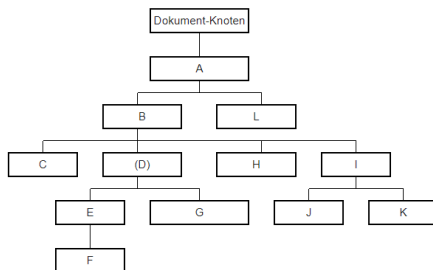 Dokument-Knoten
A
B L
C (D) H I
E G J K
F